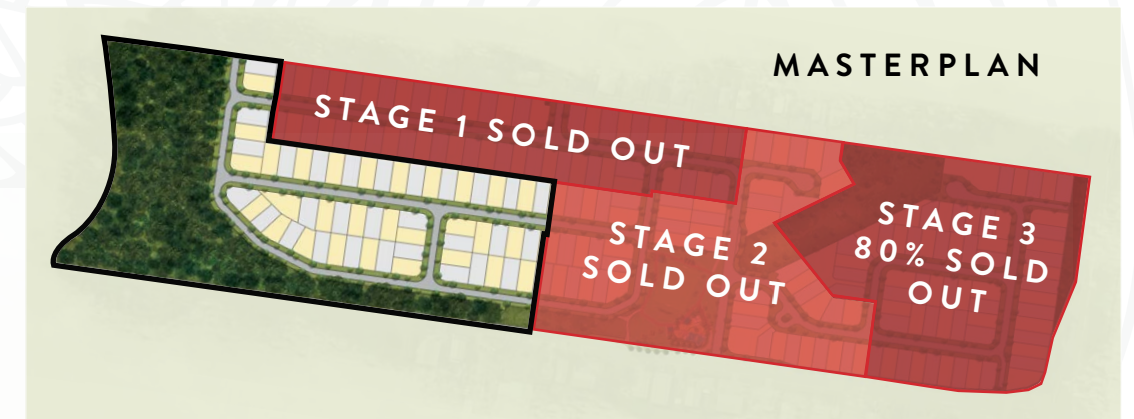 MASTERPLAN
STAGE 1 SOLD OUT
STAGE 2
SOLD OUT
STAGE 3
80% SOLD
OUT